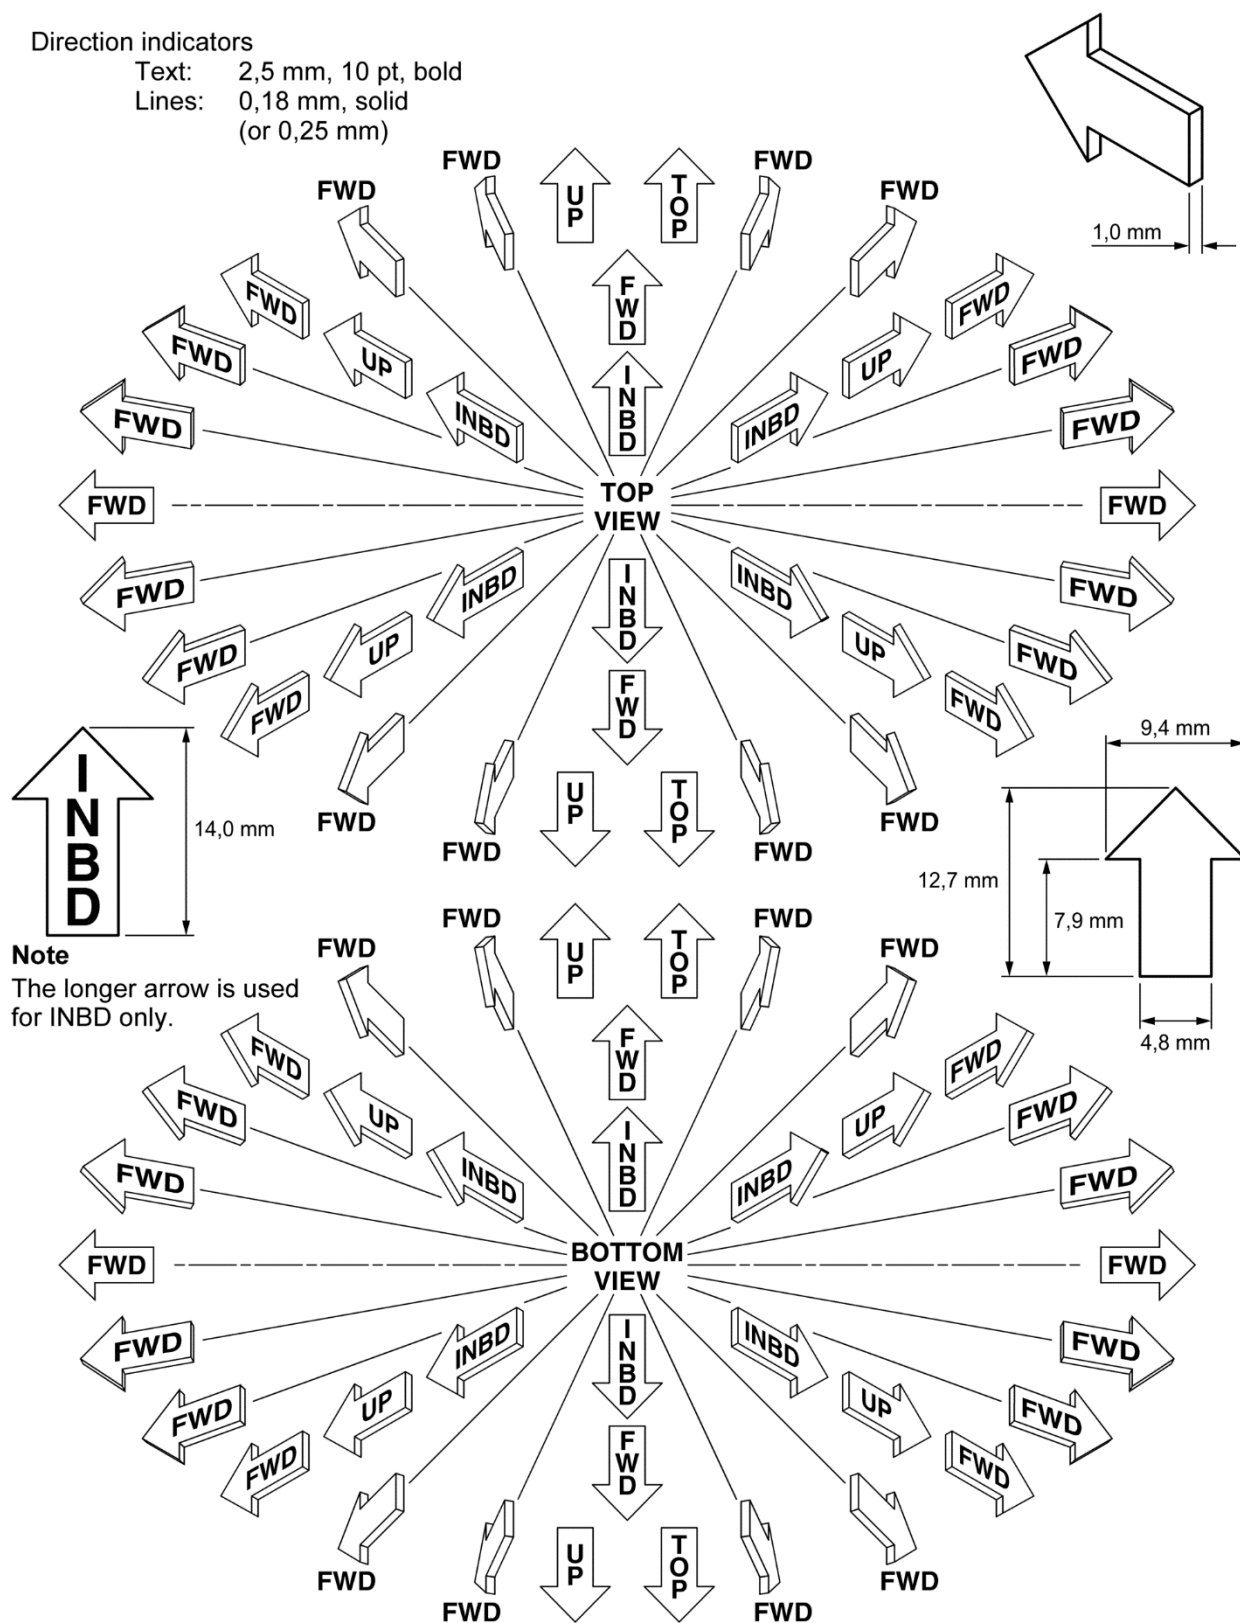 Direction indicators
Text: 2,5 mm, 10 pt, bold
Lines: 0,18 mm, solid
(or 0,25 mm)
1,0 mm
FWD
UP
TOP
FWD
FWD
FWD
FWD
FWD
FWD
FWD
UP
UP
FWD
FWD
INBD
INBD
INBD
FWD
FWD
FWD
TOP
VIEW
FWD
FWD
INBD
INBD
INBD
FWD
FWD
UP
UP
FWD
FWD
FWD
FWD
FWD
UP
TOP
FWD
FWD
FWD
FWD
INBD
14,0 mm
Note
The longer arrow is used
for INBD only.
9,4 mm
12,7 mm
7,9 mm
4,8 mm
FWD
UP
TOP
FWD
FWD
FWD
FWD
FWD
FWD
FWD
UP
UP
FWD
INBD
INBD
INBD
FWD
FWD
FWD
BOTTOM
VIEW
FWD
FWD
INBD
INBD
INBD
FWD
FWD
UP
UP
FWD
FWD
FWD
FWD
FWD
UP
TOP
FWD
FWD
FWD
FWD